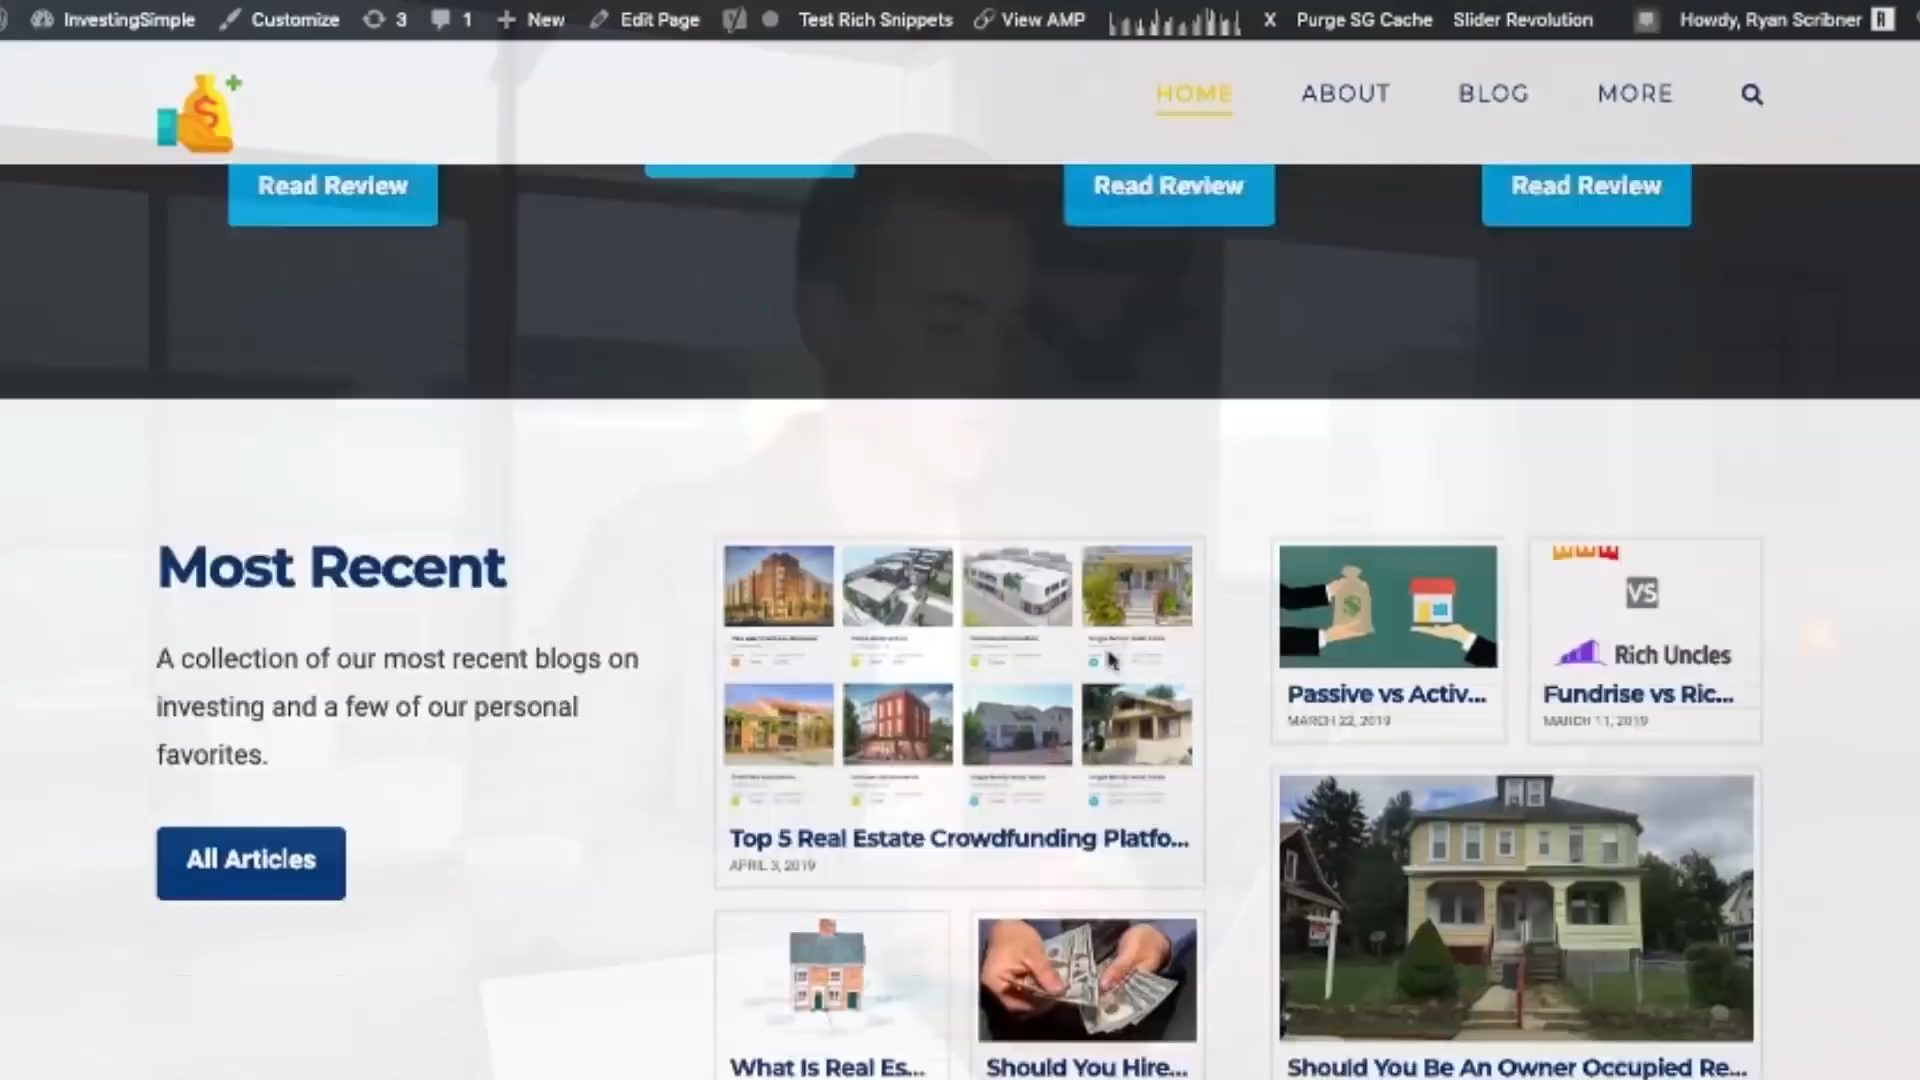 InvestingSimple Customize 3 1 New Edit Page Test Rich Snippets View AMP X Purge SG Cache Slider Revolution Howdy, Ryan Scribner R
HOME ABOUT BLOG MORE
Read Review
Read Review
Read Review
Most Recent
A collection of our most recent blogs on
investing and a few of our personal
favorites.
All Articles
Top 5 Real Estate Crowdfunding Platfo...
APRIL 3, 2019
VS
Rich Uncles
Passive vs Activ...
MARCH 22, 2019
Fundrise vs Ric...
MARCH 11, 2019
What Is Real Es...
Should You Hire...
Should You Be An Owner Occupied Re...